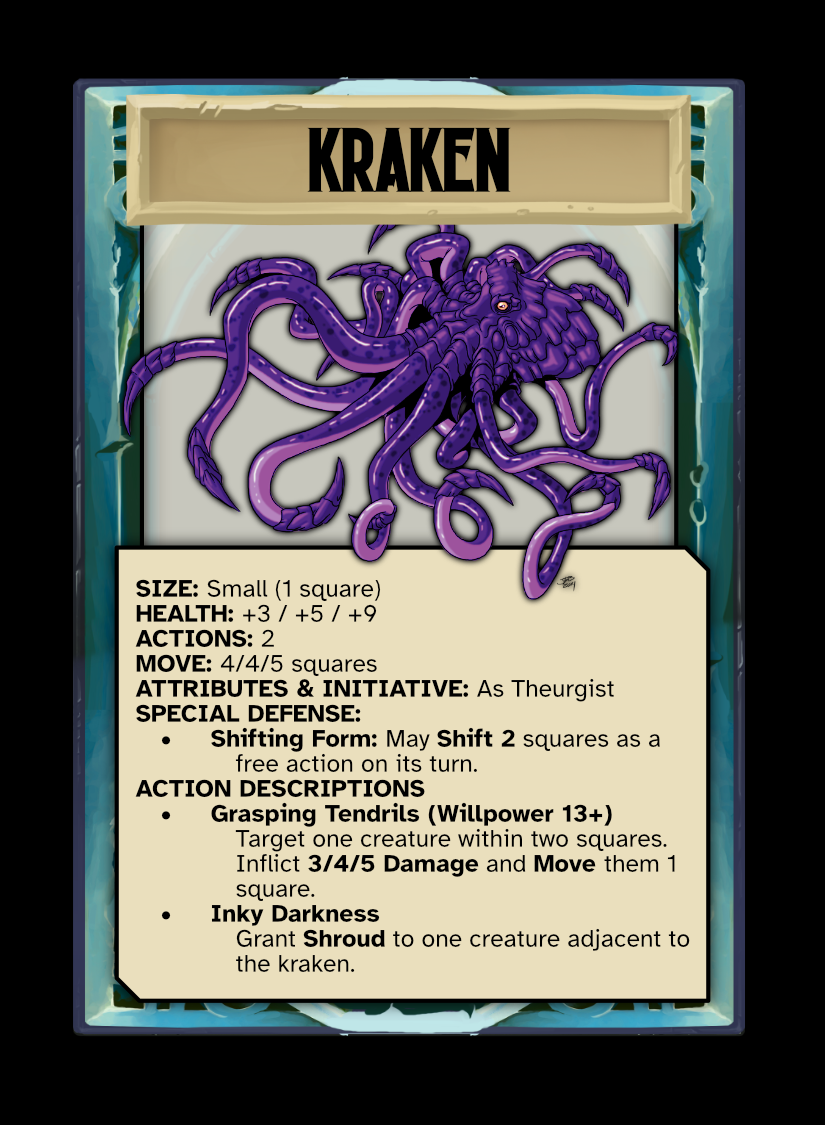 KRAKEN
SIZE: Small (1 square)
HEALTH: +3 / +5 / +9
ACTIONS: 2
MOVE: 4/4/5 squares
ATTRIBUTES & INITIATIVE: As Theurgist
SPECIAL DEFENSE:
• Shifting Form: May Shift 2 squares as a
free action on its turn.
ACTION DESCRIPTIONS
• Grasping Tendrils (Willpower 13+)
Target one creature within two squares.
Inflict 3/4/5 Damage and Move them 1
square.
• Inky Darkness
Grant Shroud to one creature adjacent to
the kraken.